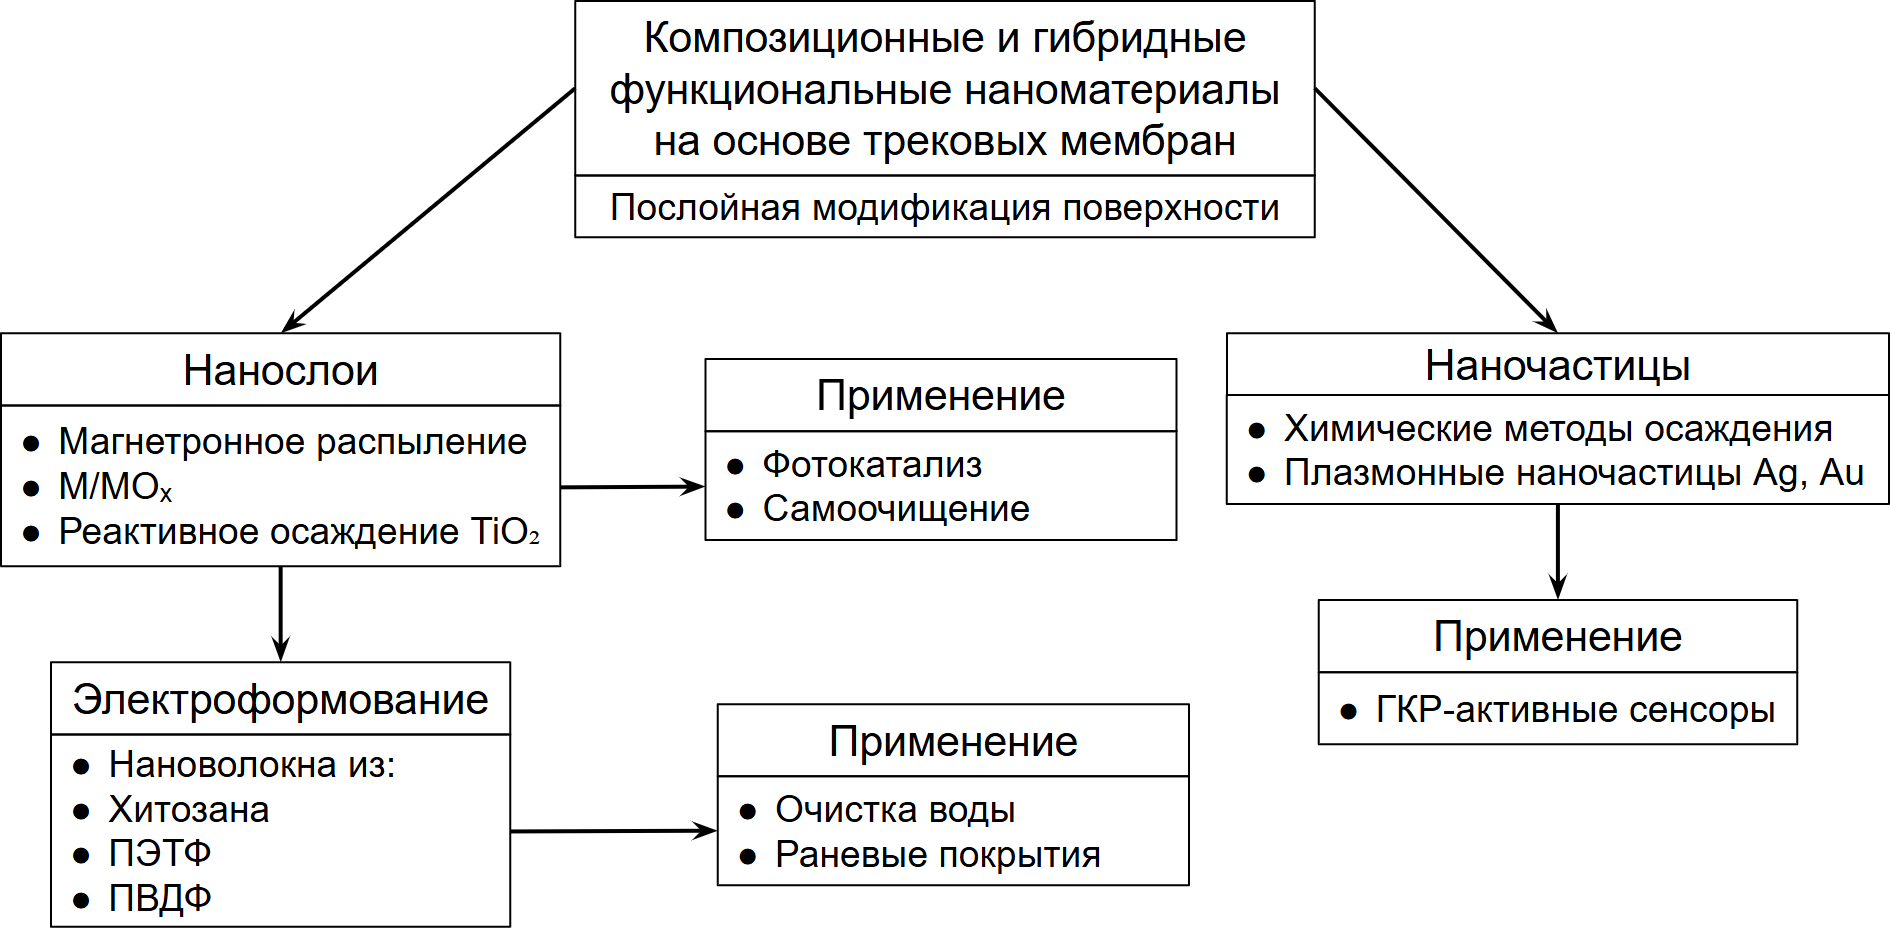 Композиционные и гибридные
функциональные наноматериалы
на основе трековых мембран
Послойная модификация поверхности
Нанослои
● Магнетронное распыление
● M/MOₓ
● Реактивное осаждение TiO₂
Применение
● Фотокатализ
● Самоочищение
Наночастицы
● Химические методы осаждения
● Плазмонные наночастицы Ag, Au
Применение
● ГКР-активные сенсоры
Электроформование
● Нановолокна из:
● Хитозана
● ПЭТФ
● ПВДФ
Применение
● Очистка воды
● Раневые покрытия